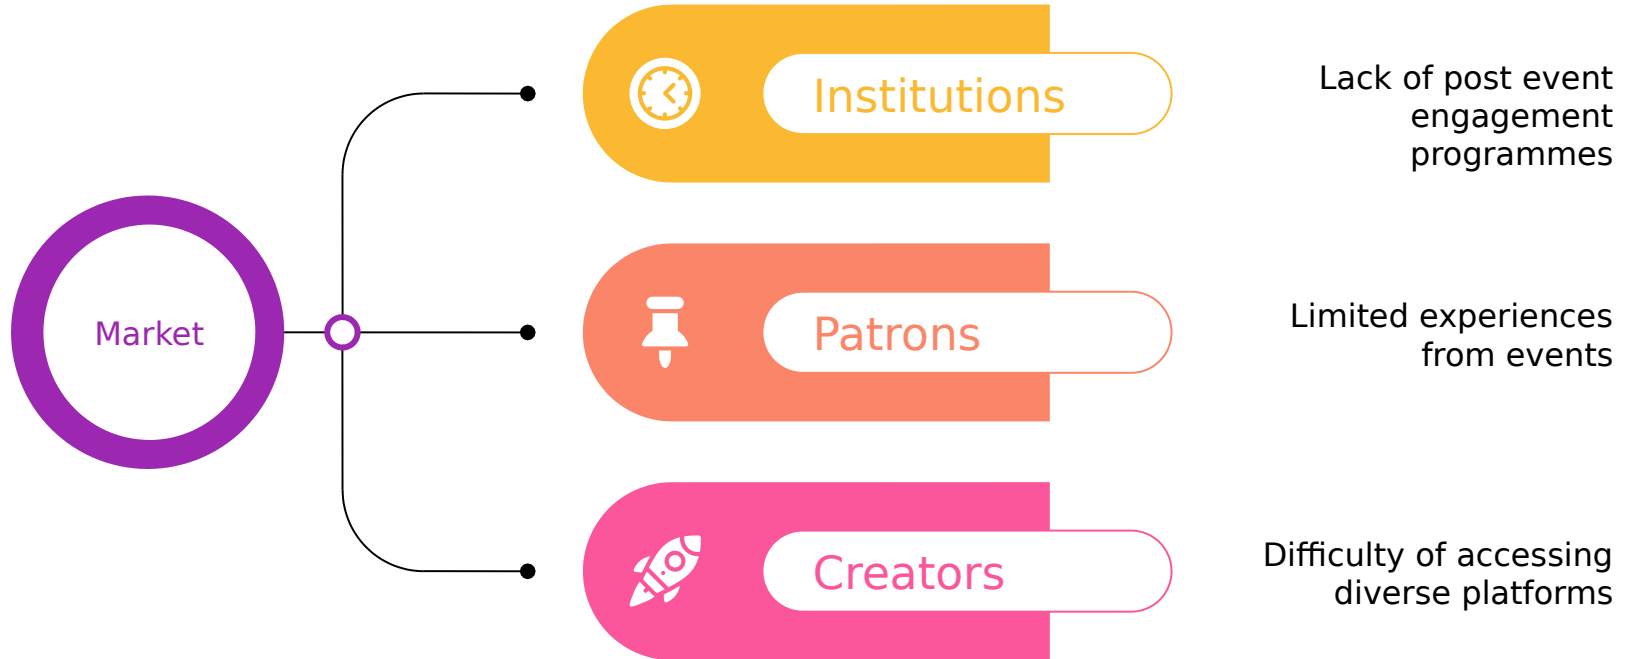 Market
Institutions
Lack of post event
engagement
programmes
Patrons
Limited experiences
from events
Creators
Difficulty of accessing
diverse platforms